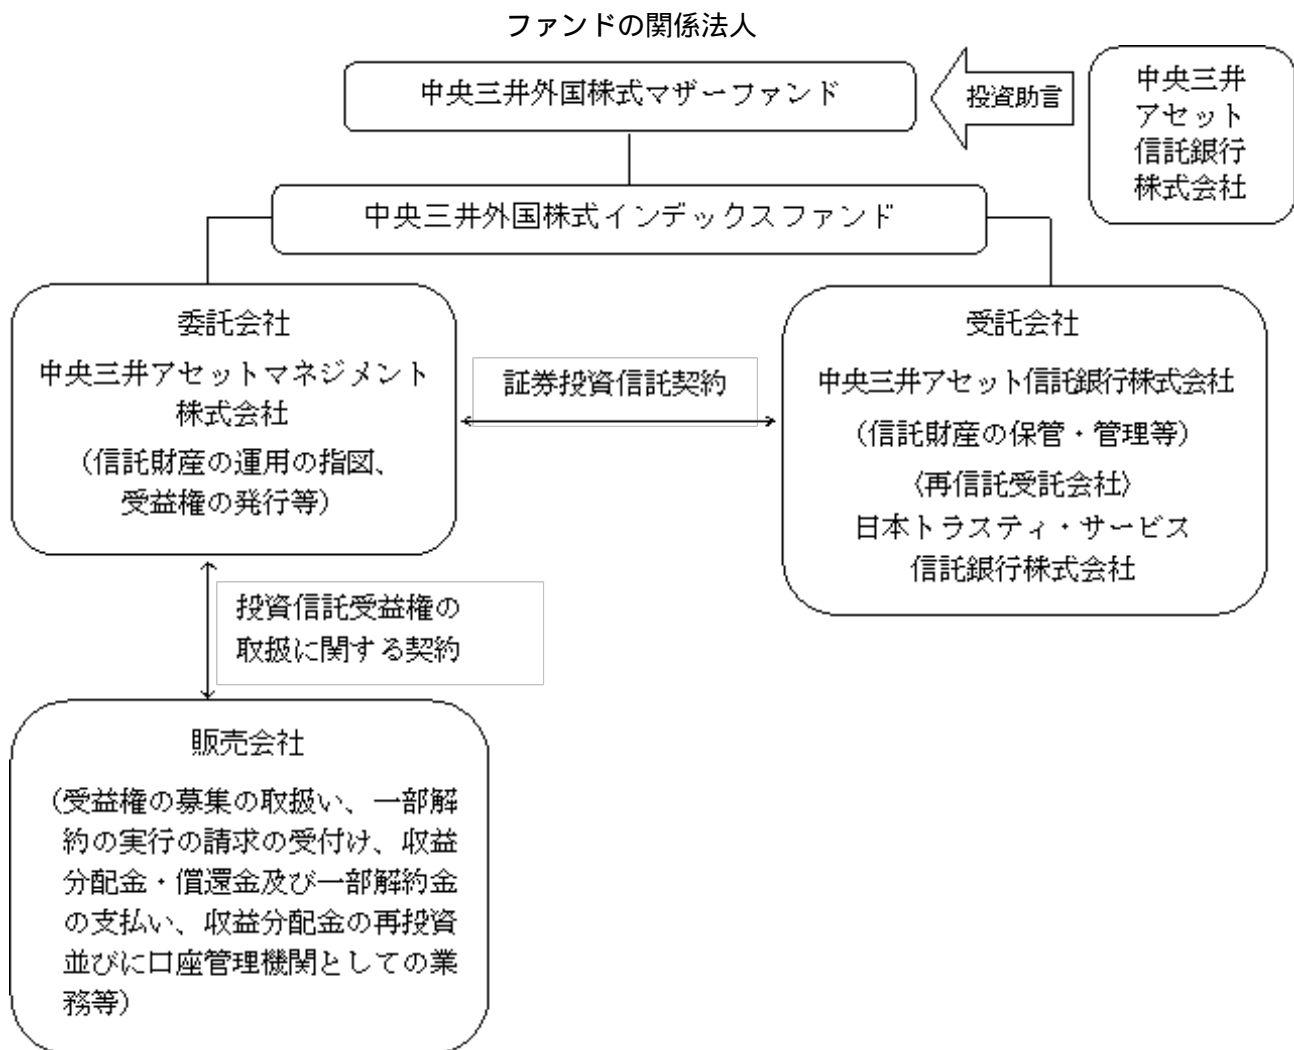 ファンドの関係法人
中央三井外国株式マザーファンド
投資助言
中央三井
アセット
信託銀行
株式会社
中央三井外国株式インデックスファンド
委託会社
中央三井アセットマネジメント
株式会社
（信託財産の運用の指図、
受益権の発行等）
証券投資信託契約
受託会社
中央三井アセット信託銀行株式会社
（信託財産の保管・管理等）
〈再信託受託会社〉
日本トラスティ・サービス
信託銀行株式会社
投資信託受益権の
取扱に関する契約
販売会社
（受益権の募集の取扱い、一部解
約の実行の請求の受付け、収益
分配金・償還金及び一部解約金
の支払い、収益分配金の再投資
並びに口座管理機関としての業
務等）